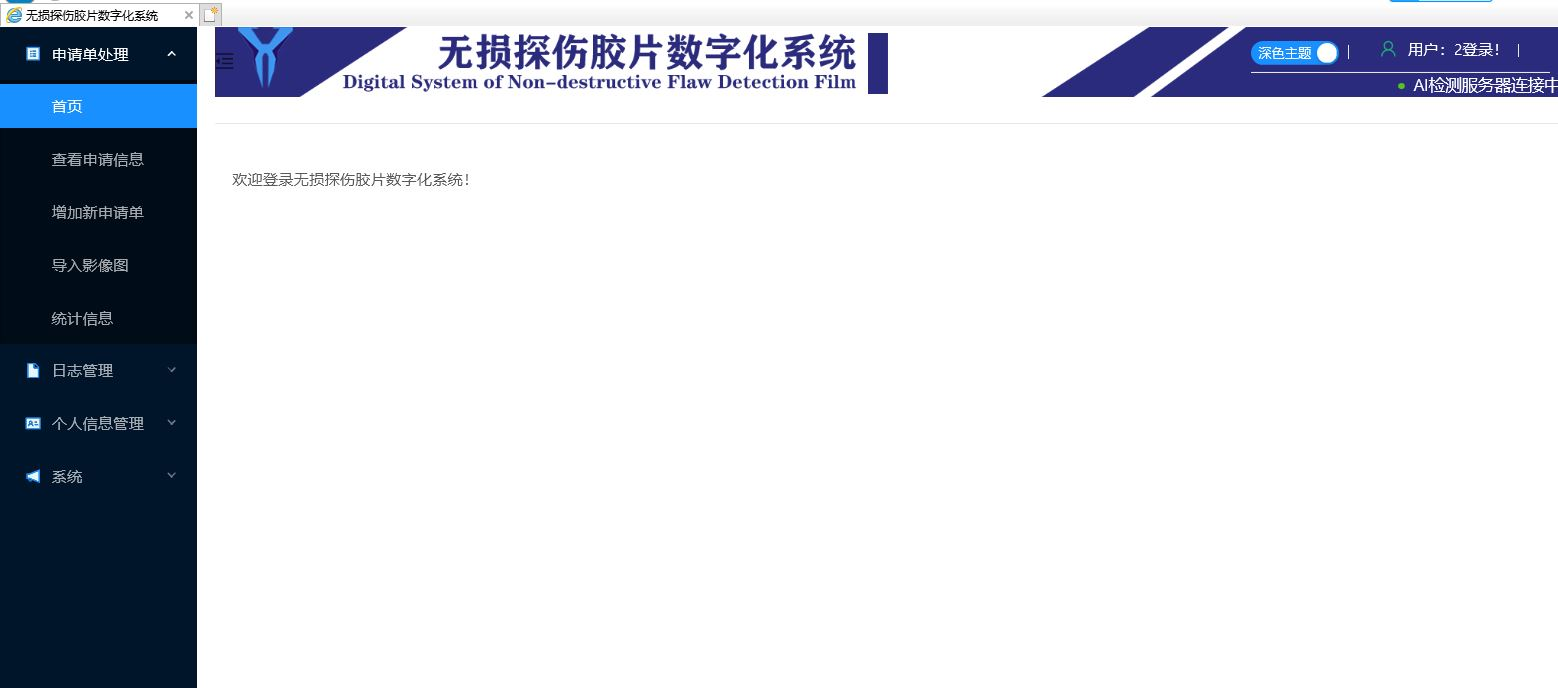 无损探伤胶片数字化系统
申请单处理
首页
查看申请信息
增加新申请单
导入影像图
统计信息
日志管理
个人信息管理
系统
无损探伤胶片数字化系统
Digital System of Non-destructive Flaw Detection Film
深色主题 | 用户：2登录！ |
AI检测服务器连接中
欢迎登录无损探伤胶片数字化系统！